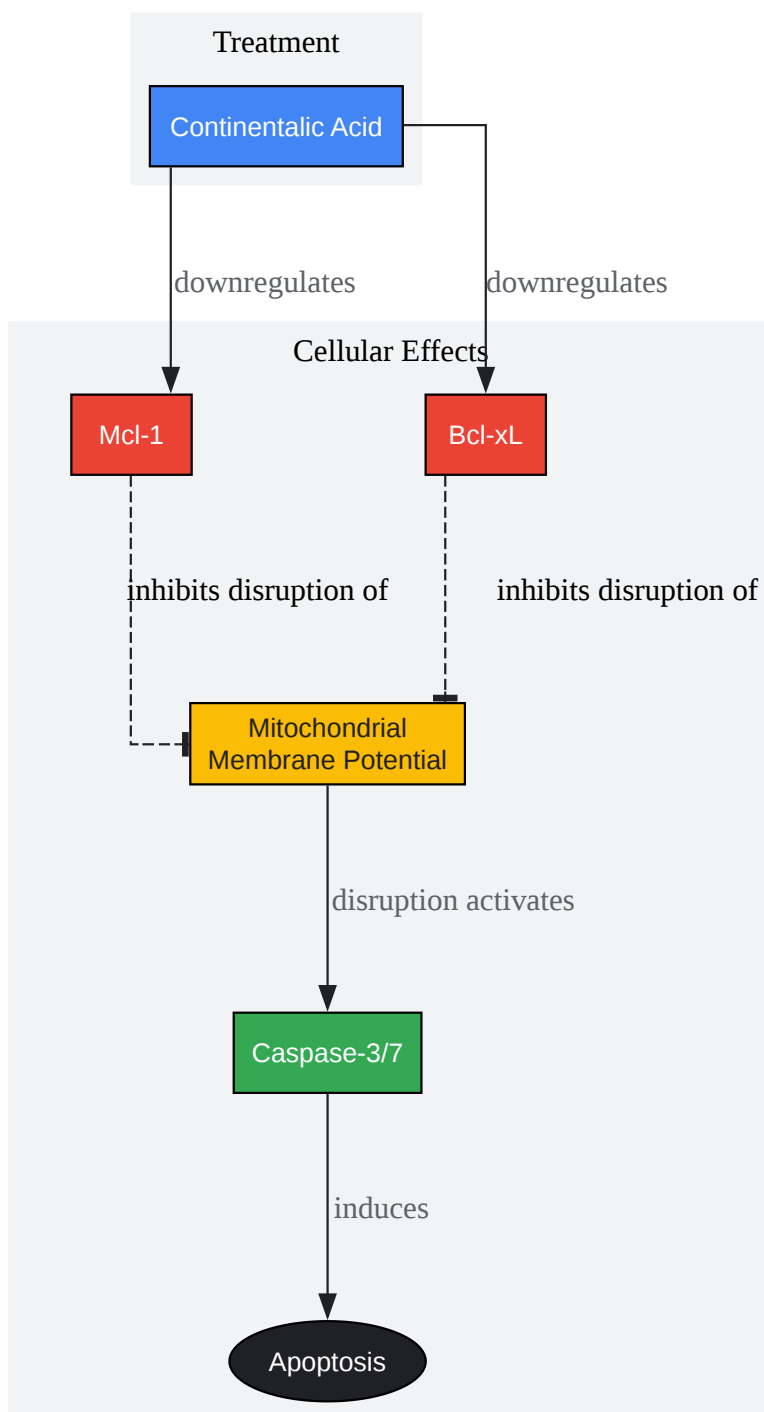 Treatment
Continentalic Acid
downregulates
downregulates
Cellular Effects
Mcl-1
Bcl-xL
inhibits disruption of
inhibits disruption of
Mitochondrial
Membrane Potential
disruption activates
Caspase-3/7
induces
Apoptosis